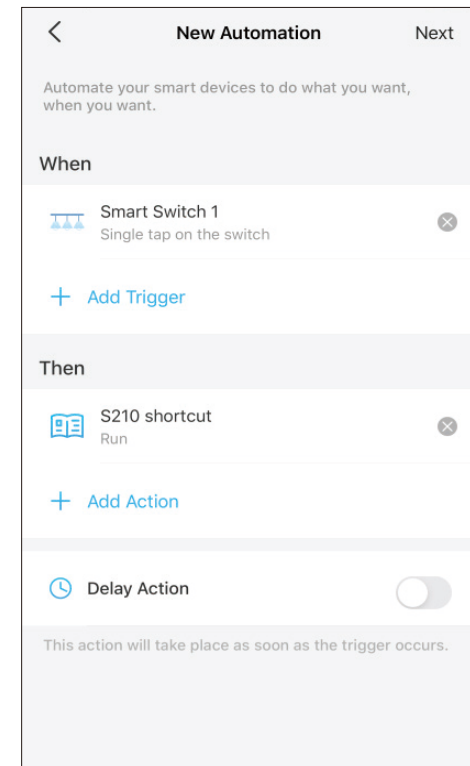 New Automation
Next
Automate your smart devices to do what you want,
when you want.
When
Smart Switch 1
Single tap on the switch
Add Trigger
Then
S210 shortcut
Run
Add Action
Delay Action
This action will take place as soon as the trigger occurs.